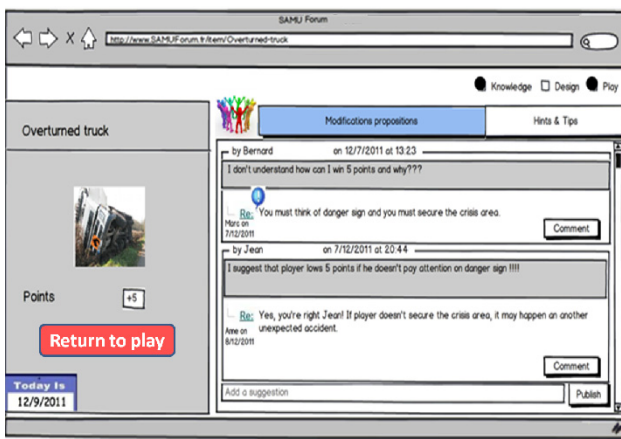 SAMU Forum
X
http://www.SAMUForum.fr/item/Overturned-truck
Knowledge Design Play
Overturned truck
Modifications propositions
Hints & Tips
by Bernard on 12/7/2011 at 13:23
I don't understand how can I win 5 points and why???
Re: You must think of danger sign and you must secure the crisis area.
Marc on
7/12/2011
Comment
by Jean on 7/12/2011 at 20:44
I suggest that player lows 5 points if he doesn't pay attention on danger sign !!!!
Re: Yes, you're right Jean! If player doesn't secure the crisis area, it may happen an another
unexpected accident.
Anne on
8/12/2011
Comment
Add a suggestion
Publish
Points +5
Return to play
Today Is
12/9/2011